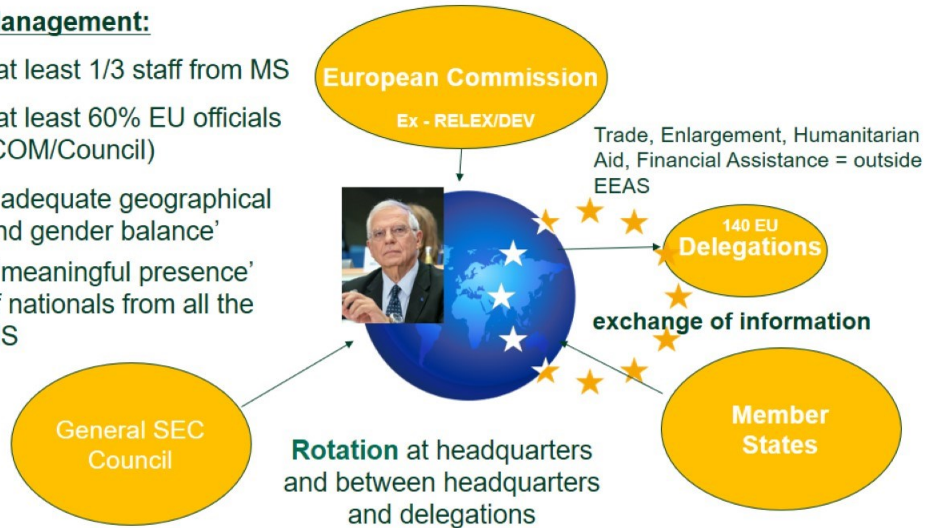 anagement:
at least 1/3 staff from MS
at least 60% EU officials
COM/Council)
adequate geographical
nd gender balance’
‘meaningful presence’
f nationals from all the
S
European Commission
Ex - RELEX/DEV
Trade, Enlargement, Humanitarian
Aid, Financial Assistance = outside
EEAS
140 EU
Delegations
exchange of information
General SEC
Council
Member
States
Rotation at headquarters
and between headquarters
and delegations